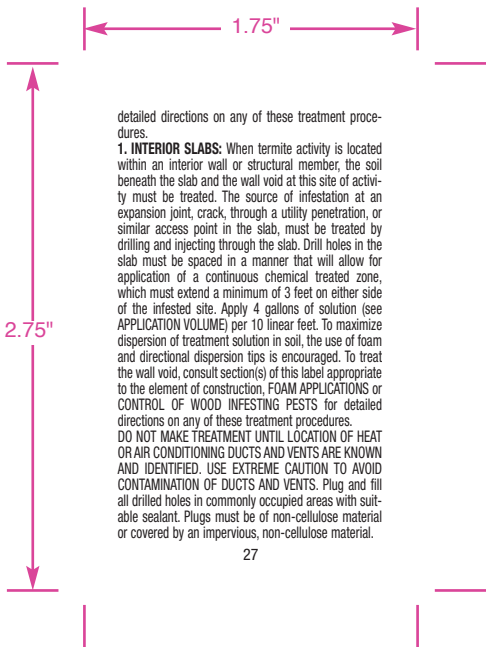 1.75"
2.75"
detailed directions on any of these treatment proce-
dures.
1. INTERIOR SLABS: When termite activity is located
within an interior wall or structural member, the soil
beneath the slab and the wall void at this site of activi-
ty must be treated. The source of infestation at an
expansion joint, crack, through a utility penetration, or
similar access point in the slab, must be treated by
drilling and injecting through the slab. Drill holes in the
slab must be spaced in a manner that will allow for
application of a continuous chemical treated zone,
which must extend a minimum of 3 feet on either side
of the infested site. Apply 4 gallons of solution (see
APPLICATION VOLUME) per 10 linear feet. To maximize
dispersion of treatment solution in soil, the use of foam
and directional dispersion tips is encouraged. To treat
the wall void, consult section(s) of this label appropriate
to the element of construction, FOAM APPLICATIONS or
CONTROL OF WOOD INFESTING PESTS for detailed
directions on any of these treatment procedures.
DO NOT MAKE TREATMENT UNTIL LOCATION OF HEAT
OR AIR CONDITIONING DUCTS AND VENTS ARE KNOWN
AND IDENTIFIED. USE EXTREME CAUTION TO AVOID
CONTAMINATION OF DUCTS AND VENTS. Plug and fill
all drilled holes in commonly occupied areas with suit-
able sealant. Plugs must be of non-cellulose material
or covered by an impervious, non-cellulose material.
27